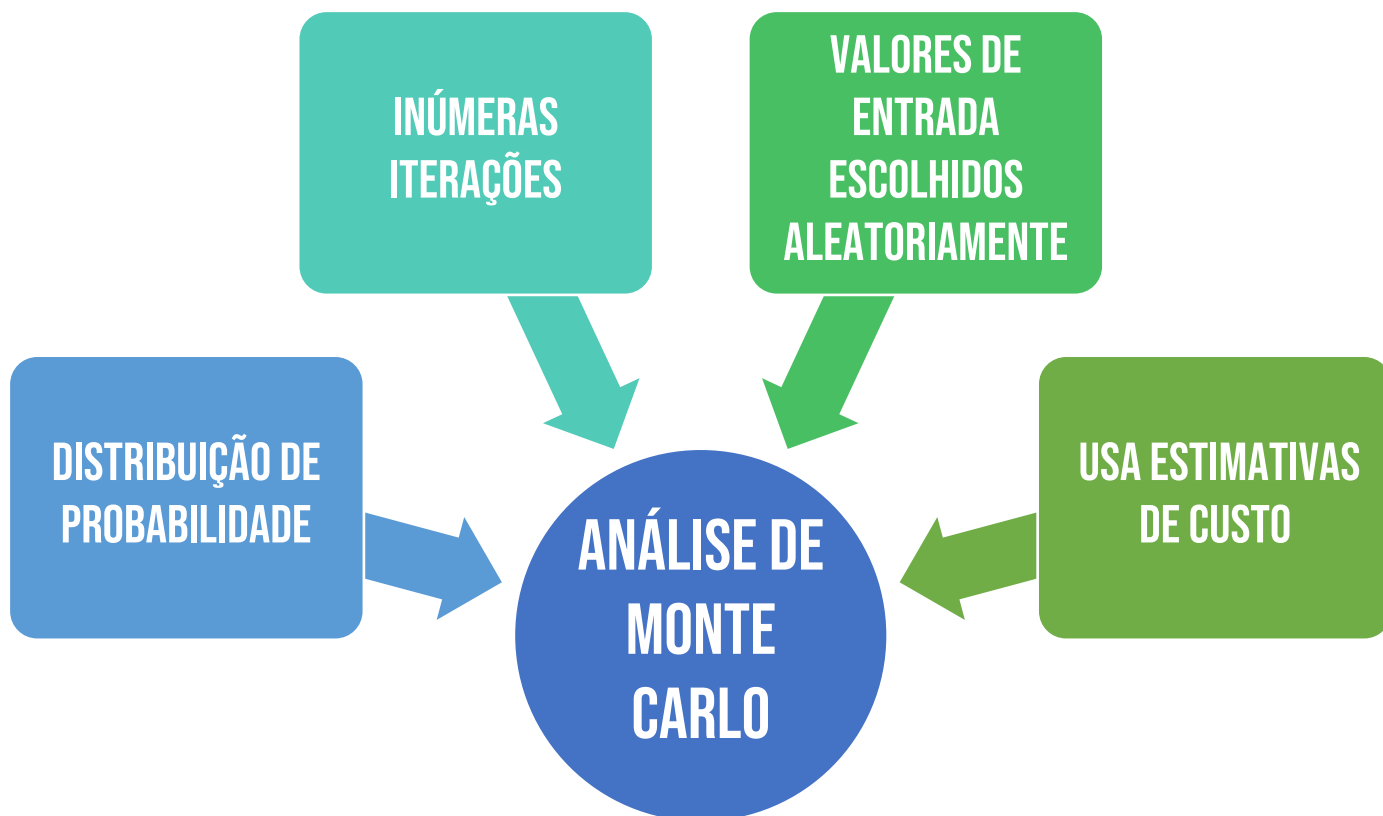 INÚMERAS
ITERAÇÕES
VALORES DE
ENTRADA
ESCOLHIDOS
ALEATORIAMENTE
DISTRIBUIÇÃO DE
PROBABILIDADE
USA ESTIMATIVAS
DE CUSTO
ANÁLISE DE
MONTE
CARLO